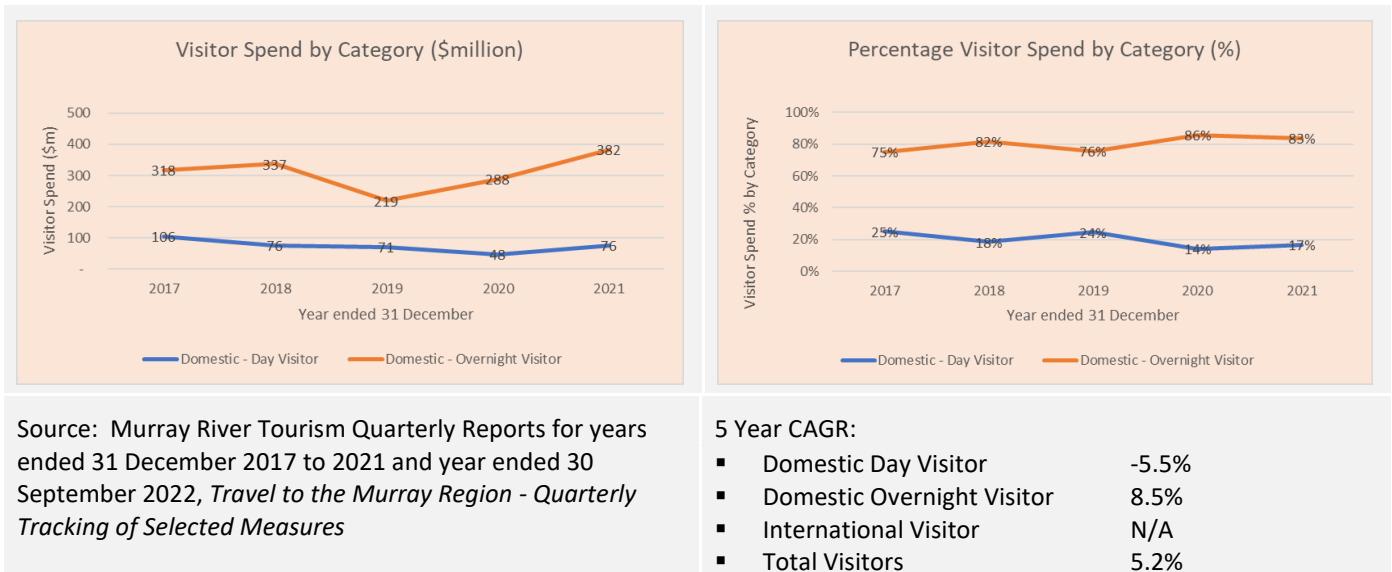 Visitor Spend by Category ($million)
Visitor Spend ($m)
500
400
300
200
100
-
318
337
219
288
382
106
76
71
48
76
2017 2018 2019 2020 2021
Year ended 31 December
Domestic - Day Visitor Domestic - Overnight Visitor
Percentage Visitor Spend by Category (%)
Visitor Spend % by Category
100%
80%
60%
40%
20%
0%
75%
82%
76%
86%
83%
25%
18%
24%
14%
17%
2017 2018 2019 2020 2021
Year ended 31 December
Domestic - Day Visitor Domestic - Overnight Visitor
Source: Murray River Tourism Quarterly Reports for years
ended 31 December 2017 to 2021 and year ended 30
September 2022, Travel to the Murray Region - Quarterly
Tracking of Selected Measures
5 Year CAGR:
▪ Domestic Day Visitor -5.5%
▪ Domestic Overnight Visitor 8.5%
▪ International Visitor N/A
▪ Total Visitors 5.2%